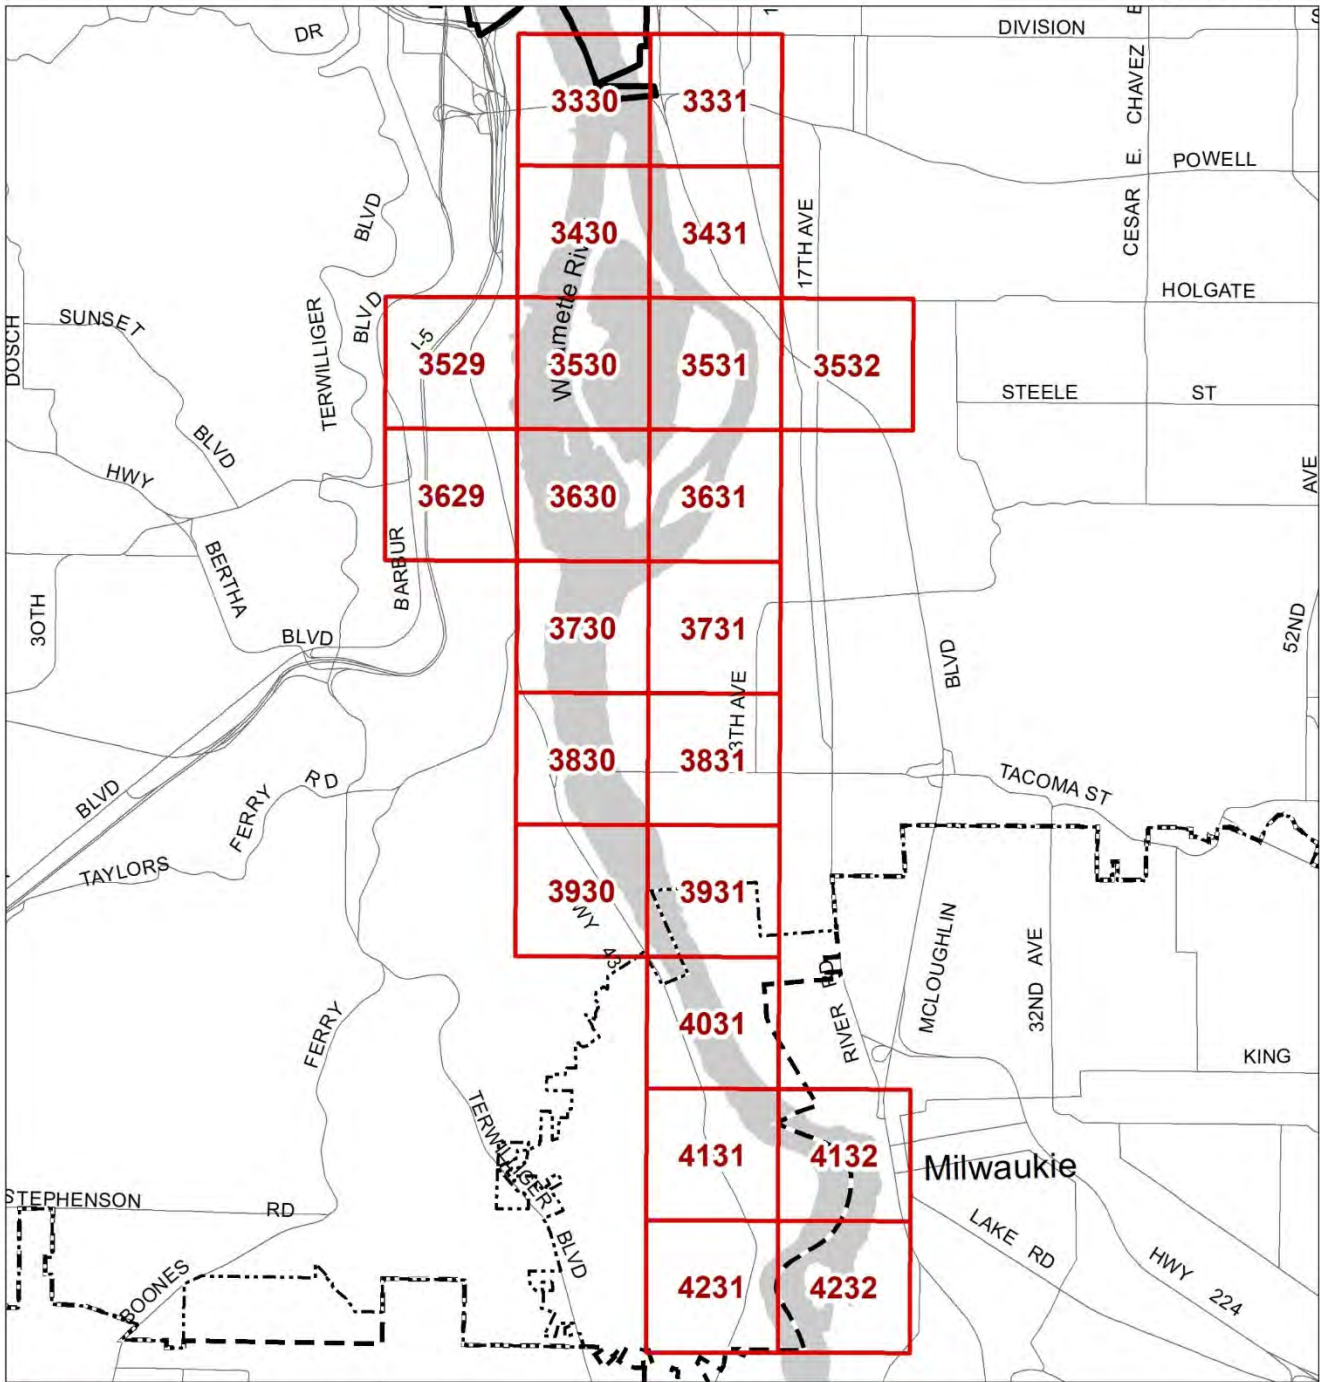 DR
DIVISION
CESAR E. CHAVEZ
3330
3331
POWELL
BLVD
17TH AVE
3430
3431
Willamette River
HOLGATE
DOSCH
SUNSET
BLVD
TERWILLIGER
BLVD
I-5
3529
3530
3531
3532
STEELE ST
HWY
3629
3630
3631
AVE
BERTHA
BLVD
BARBUR
30TH
3730
3731
BLVD
52ND
3830
3831
3TH AVE
TACOMA ST
BLVD
FERRY RD
TAYLORS
3930
3931
WY
43
RIVER RD
MCLOUGHLIN
32ND AVE
4031
KING
FERRY
TERWILLIGER
BLVD
4131
4132
Milwaukie
STEPHENSON RD
LAKE RD
HWY 224
BOONES
4231
4232